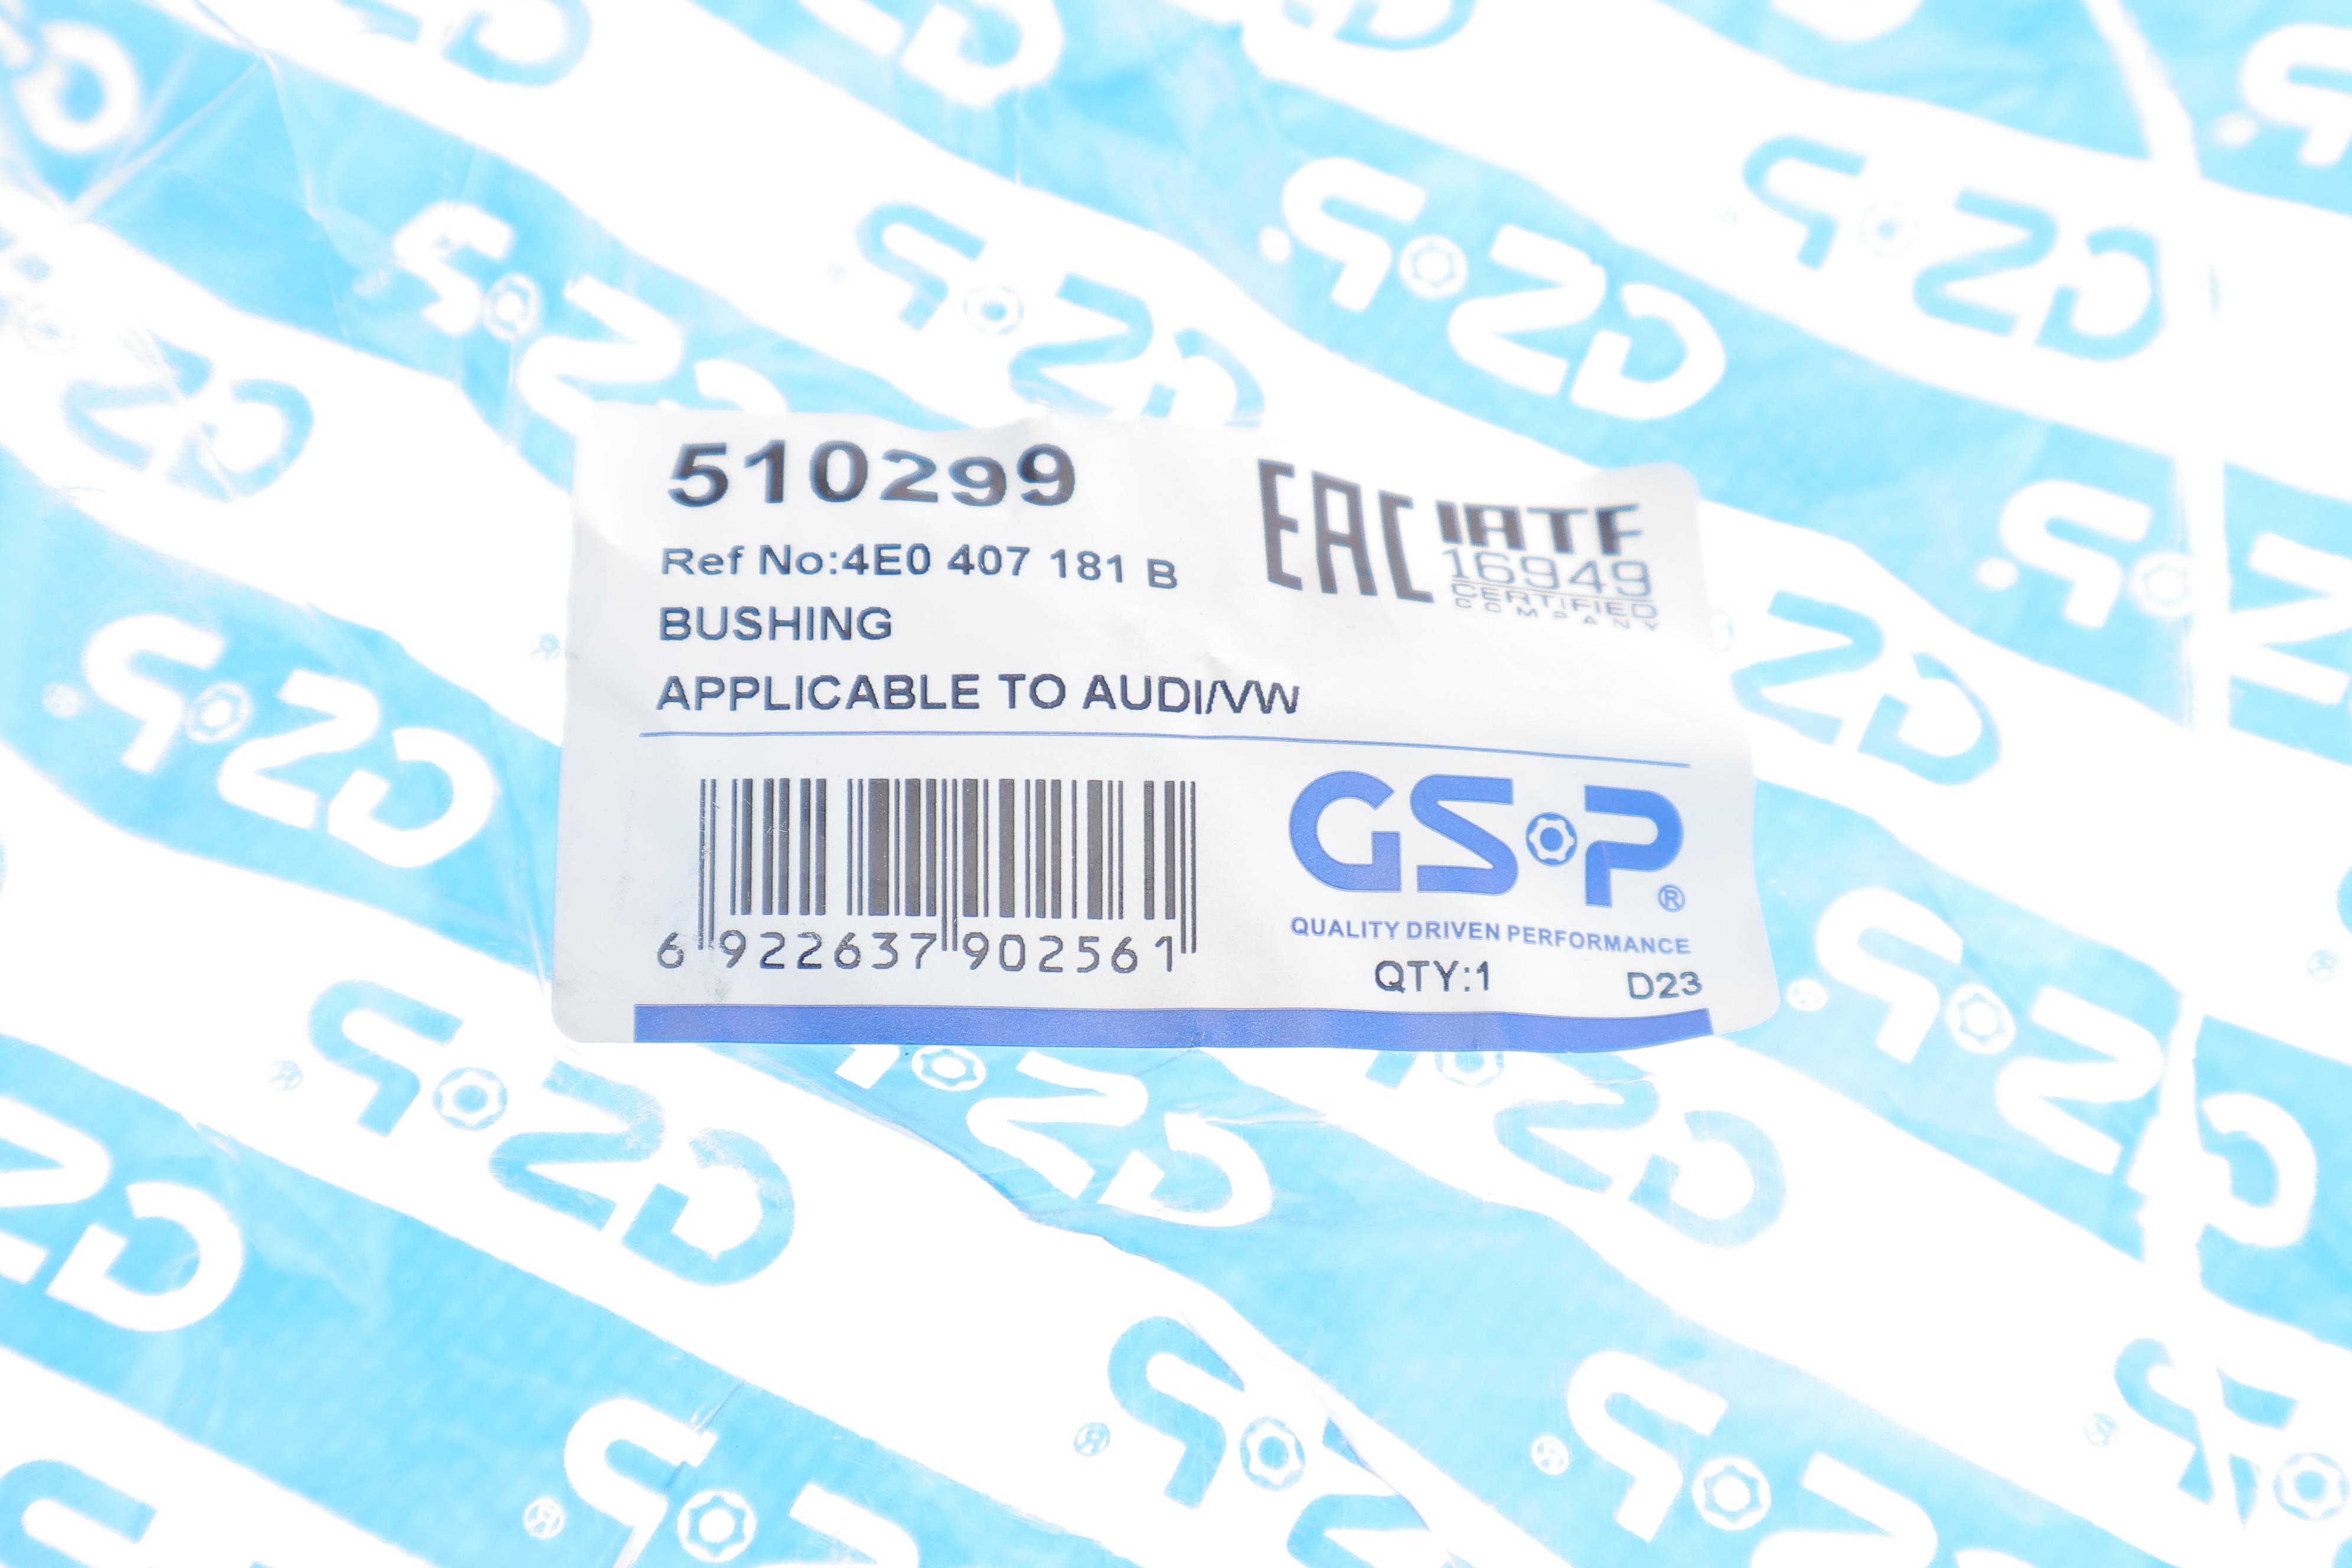 510299
Ref No:4E0 407 181 B
BUSHING
APPLICABLE TO AUDI/VW
EAC
IATF
16949
CERTIFIED
COMPANY
6 922637 902561
GSP®
QUALITY DRIVEN PERFORMANCE
QTY:1 D23